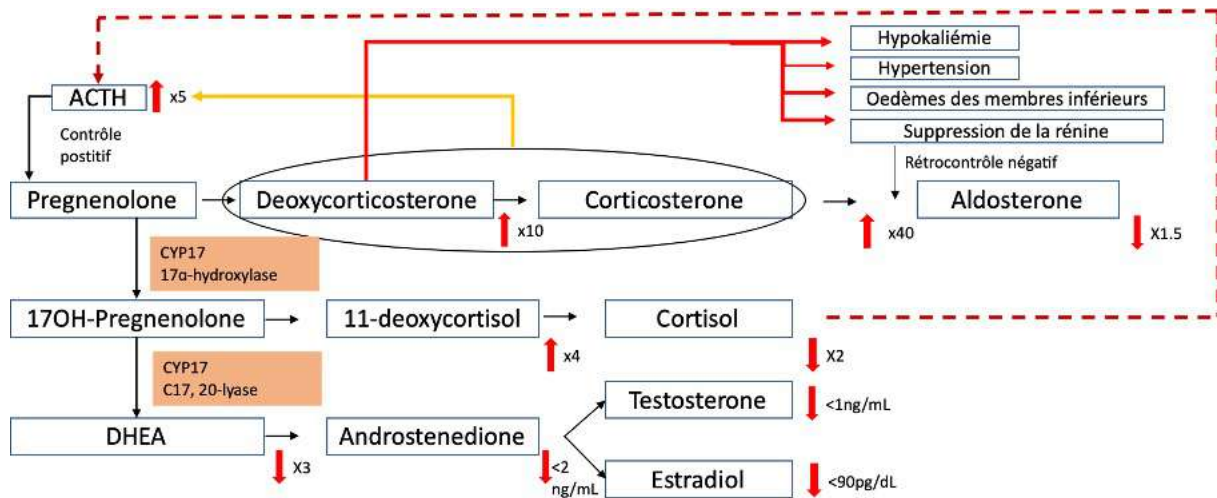 Hypokaliémie
Hypertension
Oedèmes des membres inférieurs
Suppression de la rénine
ACTH
x5
Contrôle
postitif
Rétrocontrôle négatif
Pregnenolone
Deoxycorticosterone
Corticosterone
Aldosterone
x10
x40
X1.5
CYP17
17α-hydroxylase
17OH-Pregnenolone
11-deoxycortisol
Cortisol
x4
X2
CYP17
C17, 20-lyase
Testosterone
<1ng/mL
DHEA
Androstenedione
X3
<2
ng/mL
Estradiol
<90pg/dL